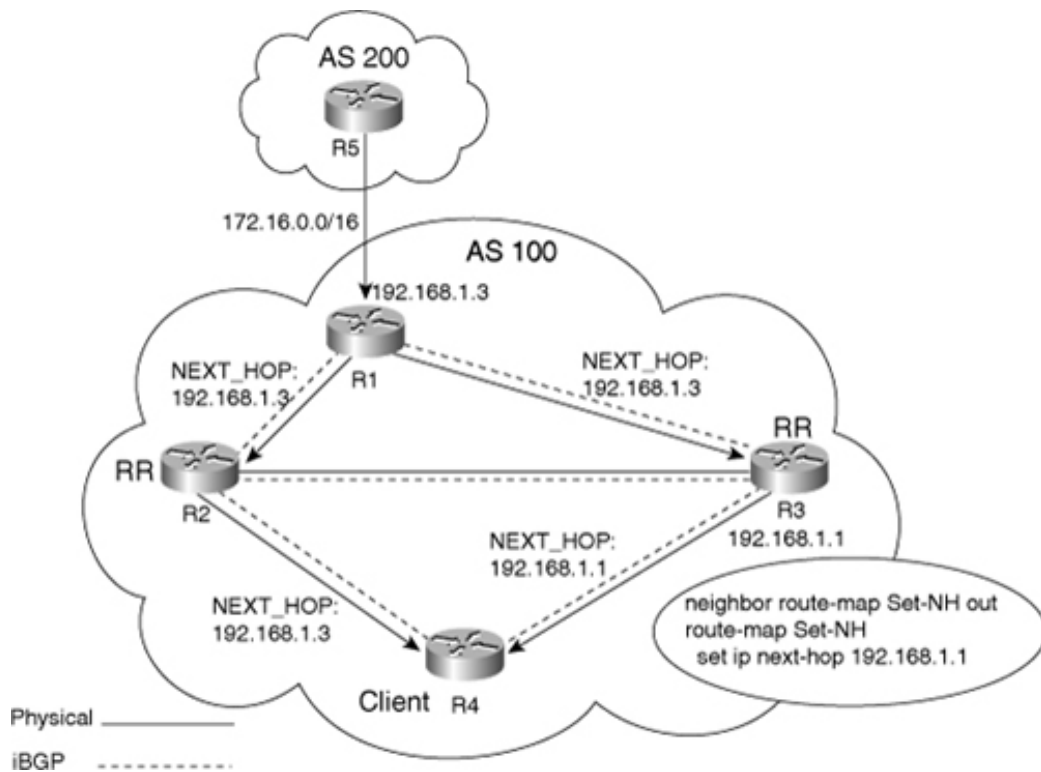 AS 200
R5
172.16.0.0/16
AS 100
192.168.1.3
R1
NEXT_HOP:
192.168.1.3
NEXT_HOP:
192.168.1.3
RR
R2
RR
R3
192.168.1.1
NEXT_HOP:
192.168.1.1
NEXT_HOP:
192.168.1.3
neighbor route-map Set-NH out
route-map Set-NH
set ip next-hop 192.168.1.1
Client R4
Physical
iBGP